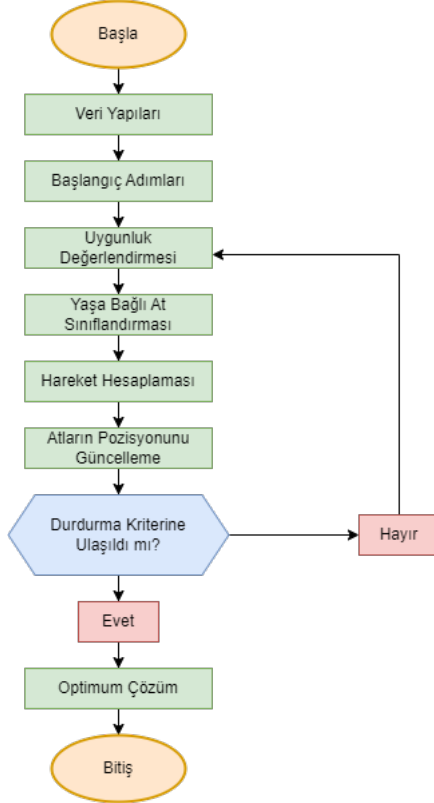 Başla
Veri Yapıları
Başlangıç Adımları
Uygunluk
Değerlendirmesi
Yaşa Bağlı At
Sınıflandırması
Hareket Hesaplaması
Atların Pozisyonunu
Güncelleme
Durdurma Kriterine
Ulaşıldı mı?
Hayır
Evet
Optimum Çözüm
Bitiş